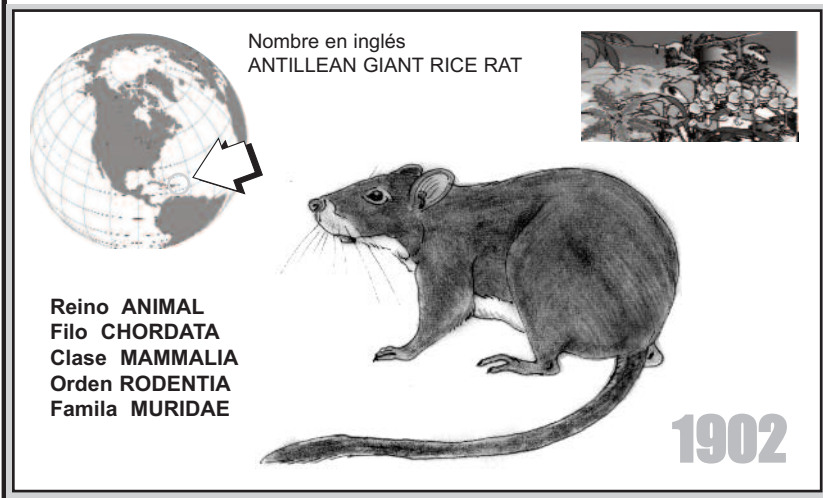 Nombre en inglés
ANTILLEAN GIANT RICE RAT
Reino ANIMAL
Filo CHORDATA
Clase MAMMALIA
Orden RODENTIA
Famila MURIDAE
1902